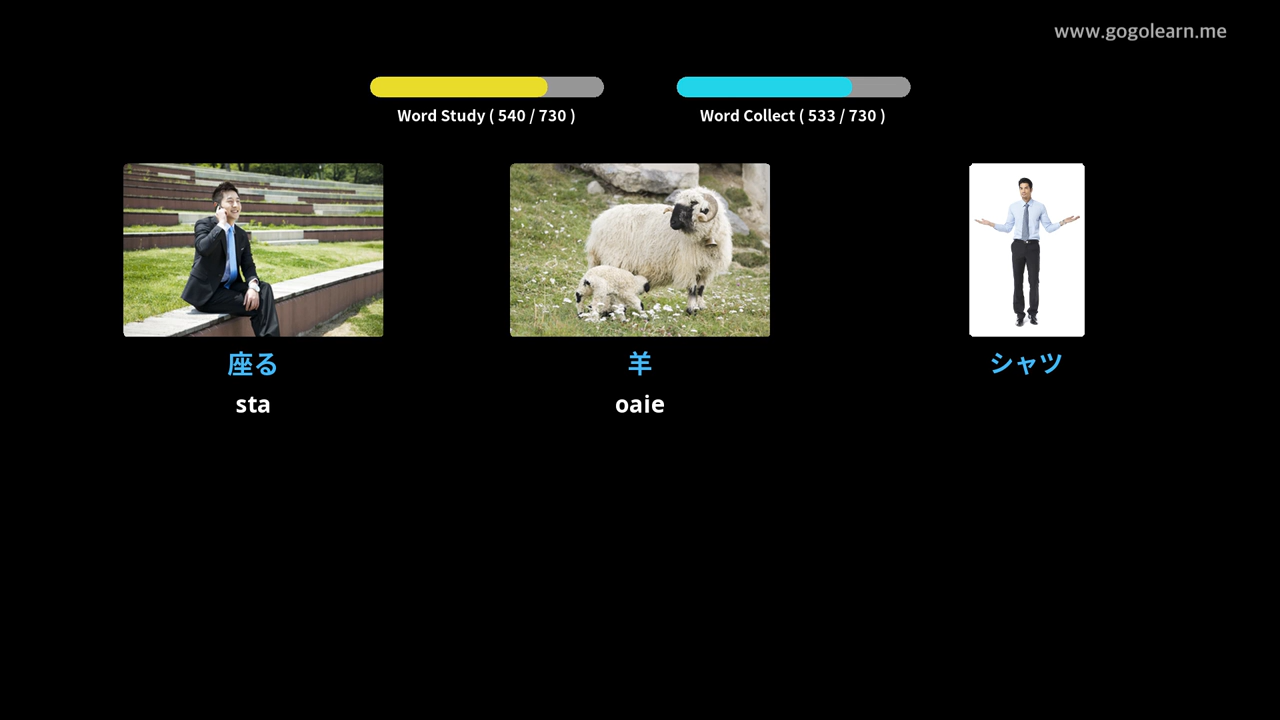 www.gogolearn.me
Word Study ( 540 / 730 )
Word Collect ( 533 / 730 )
座る
羊
シャツ
sta
oaie